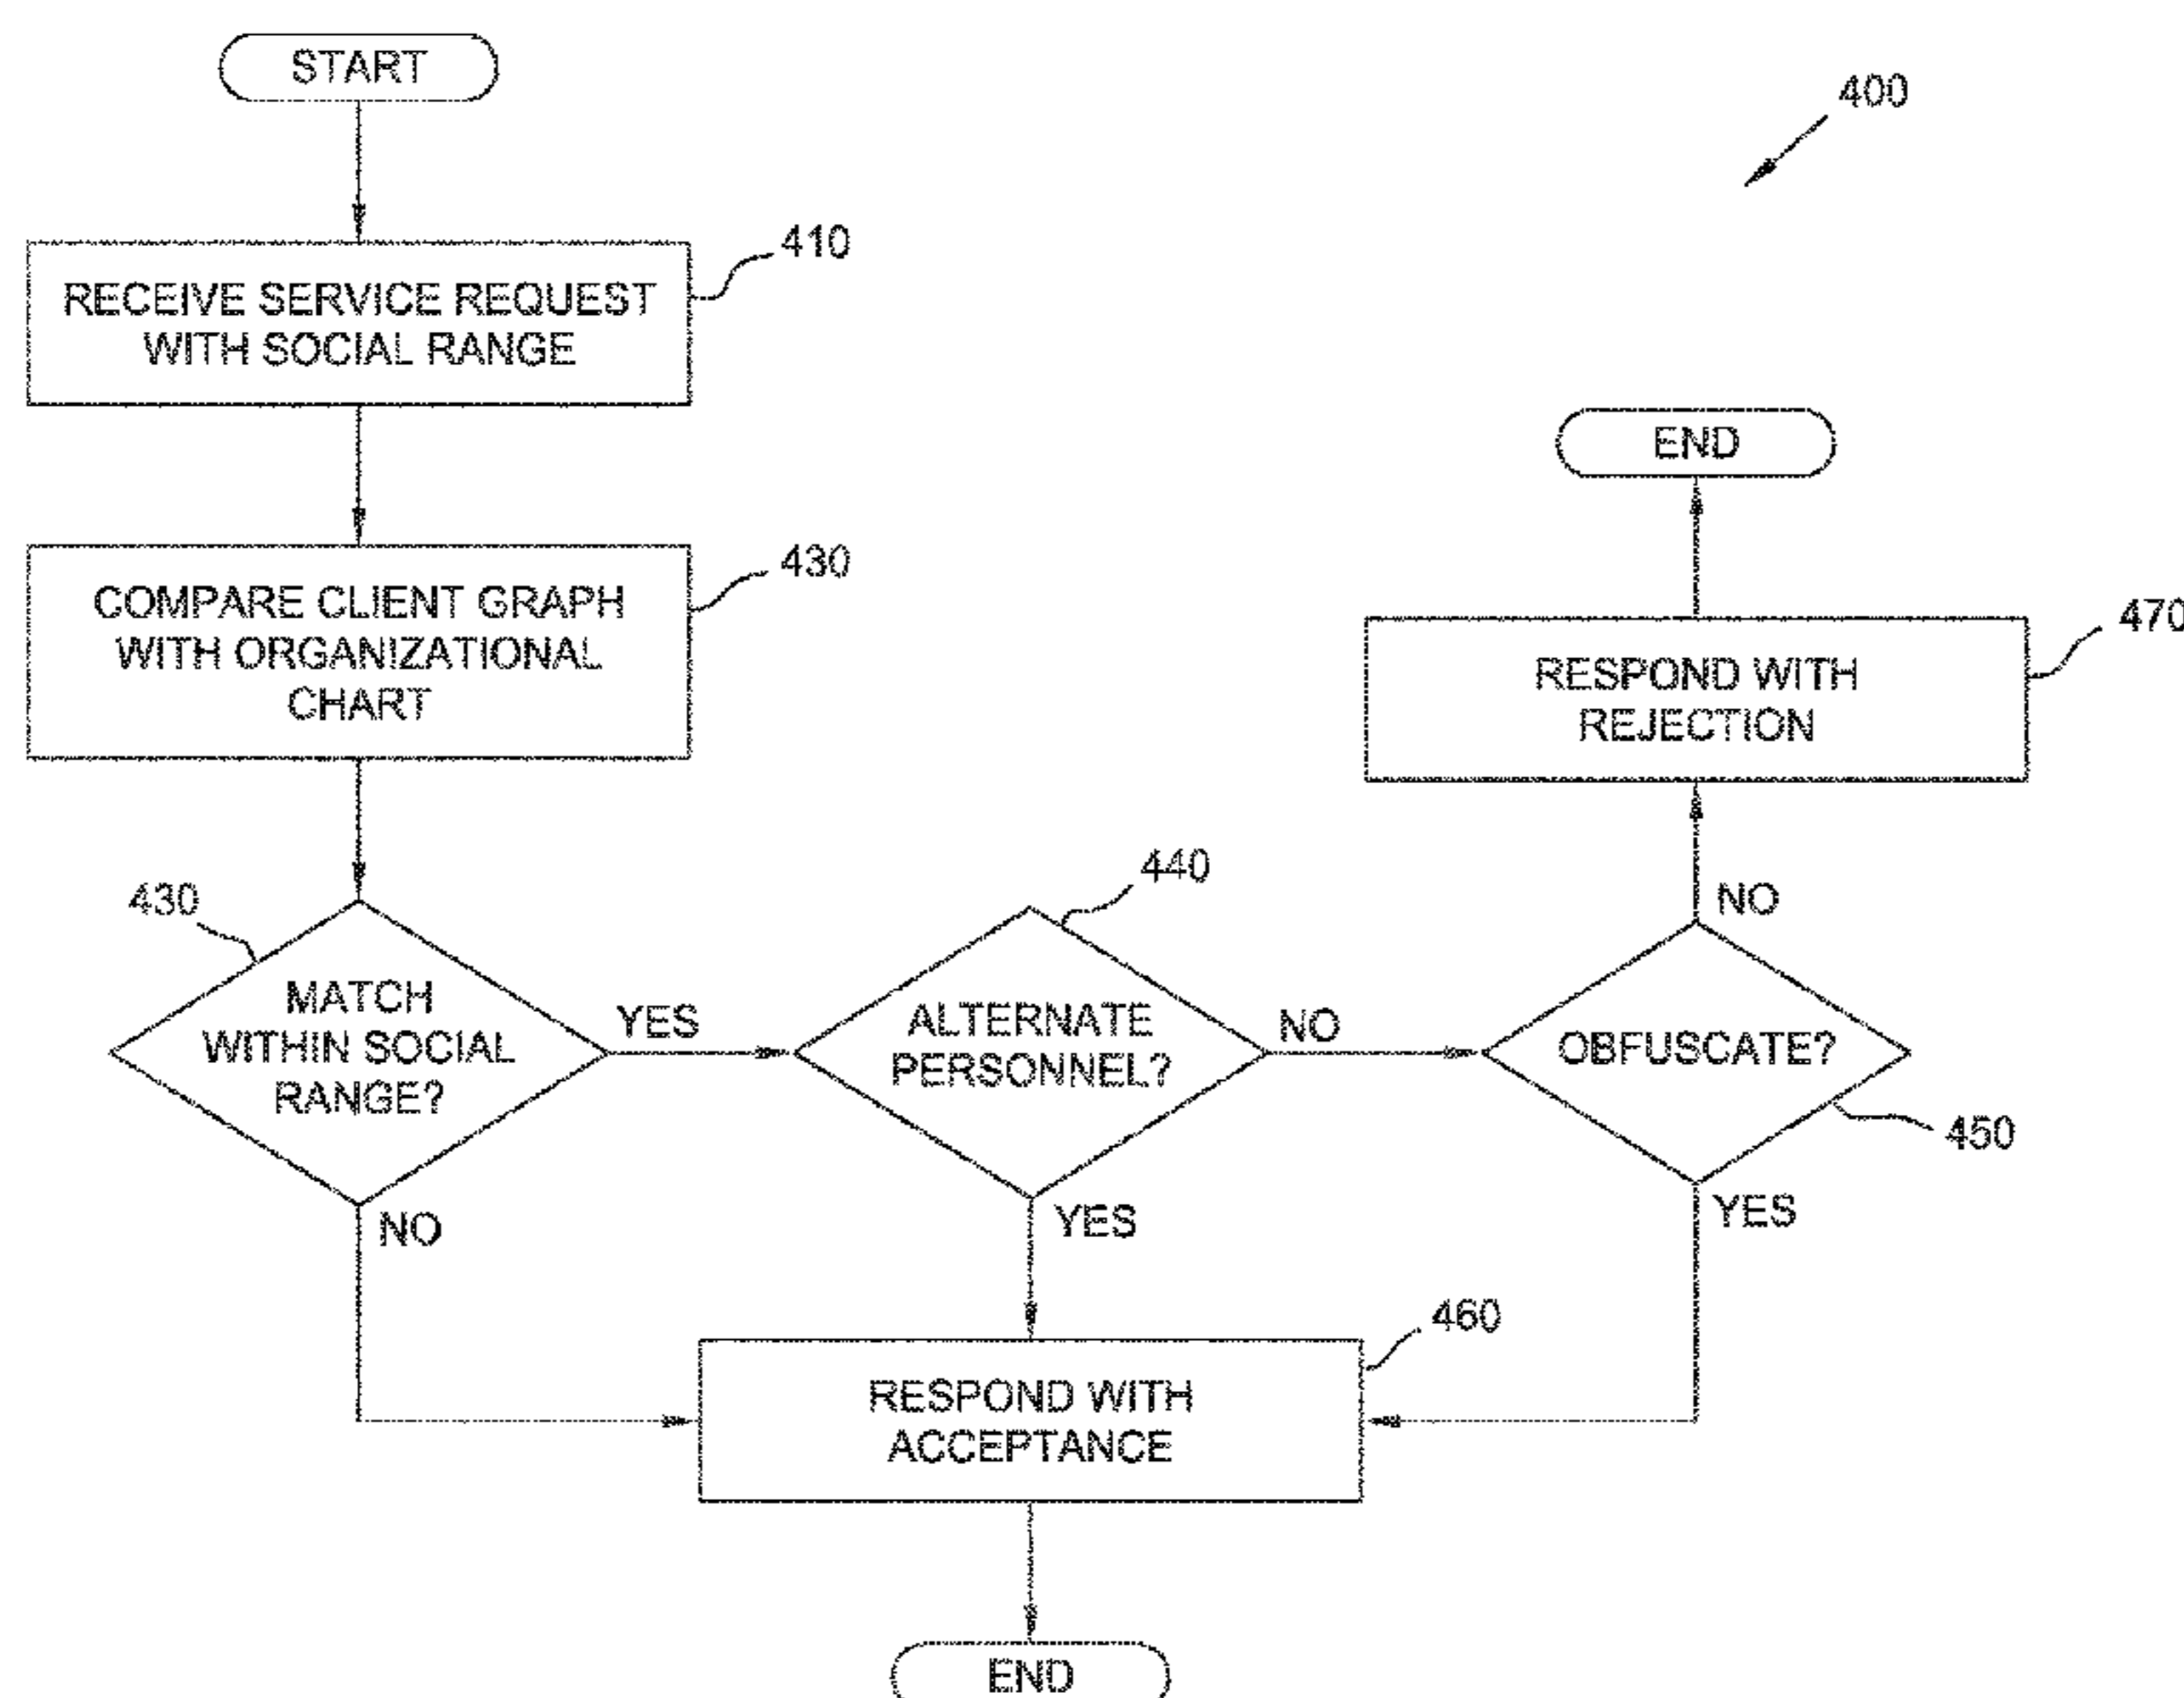 START
400
410
RECEIVE SERVICE REQUEST
WITH SOCIAL RANGE
430
COMPARE CLIENT GRAPH
WITH ORGANIZATIONAL
CHART
END
470
RESPOND WITH
REJECTION
430
MATCH
WITHIN SOCIAL
RANGE?
YES
NO
440
ALTERNATE
PERSONNEL?
NO
YES
NO
OBFUSCATE?
450
YES
460
RESPOND WITH
ACCEPTANCE
END